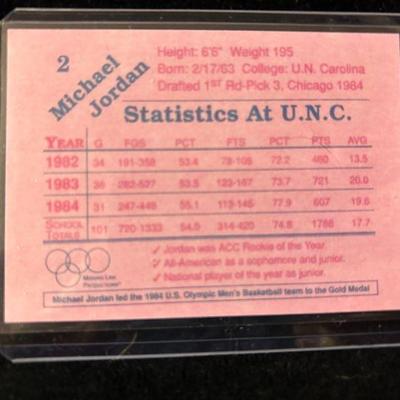 2
Michael
Jordan
Height: 6'6" Weight 195
Born: 2/17/63 College: U.N. Carolina
Drafted 1ST Rd-Pick 3, Chicago 1984
Statistics At U.N.C.
YEAR G FGS PCT FTS PCT PTS AVG
1982 34 191-358 53.4 78-108 72.2 460 13.5
1983 36 282-527 53.5 123-167 73.7 721 20.0
1984 31 247-448 55.1 113-145 77.9 607 19.6
SCHOOL
TOTALS 101 720-1333 54.0 314-420 74.8 1788 17.7
✓ Jordan was ACC Rookie of the Year.
✓ All-American as a sophomore and junior.
✓ National player of the year as junior.
Michael Jordan led the 1984 U.S. Olympic Men's Basketball team to the Gold Medal